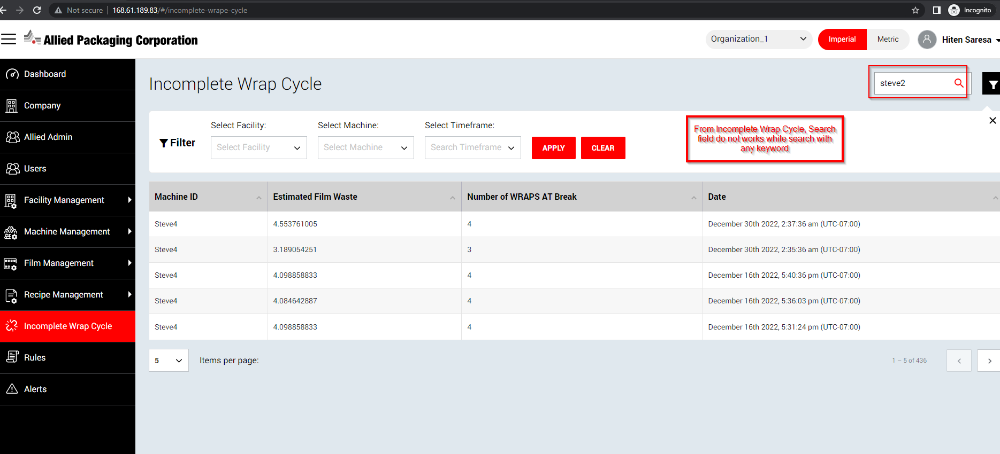 Not secure 168.61.189.83/#/incomplete-wrape-cycle Incognito
Allied Packaging Corporation
Organization_1
Imperial Metric
Hiten Saresa
Dashboard
Company
Allied Admin
Users
Facility Management
Machine Management
Film Management
Recipe Management
Incomplete Wrap Cycle
Rules
Alerts
Incomplete Wrap Cycle
steve2
Filter
Select Facility: Select Machine: Select Timeframe:
Select Facility Select Machine Search Timeframe APPLY CLEAR
From Incomplete Wrap Cycle, Search
field do not works while search with
any keyword
Machine ID Estimated Film Waste Number of WRAPS AT Break Date
Steve4 4.553761005 4 December 30th 2022, 2:37:36 am (UTC-07:00)
Steve4 3.189054251 3 December 30th 2022, 2:35:36 am (UTC-07:00)
Steve4 4.098858833 4 December 16th 2022, 5:40:36 pm (UTC-07:00)
Steve4 4.084642887 4 December 16th 2022, 5:36:03 pm (UTC-07:00)
Steve4 4.098858833 4 December 16th 2022, 5:31:24 pm (UTC-07:00)
5 Items per page: 1 – 5 of 436